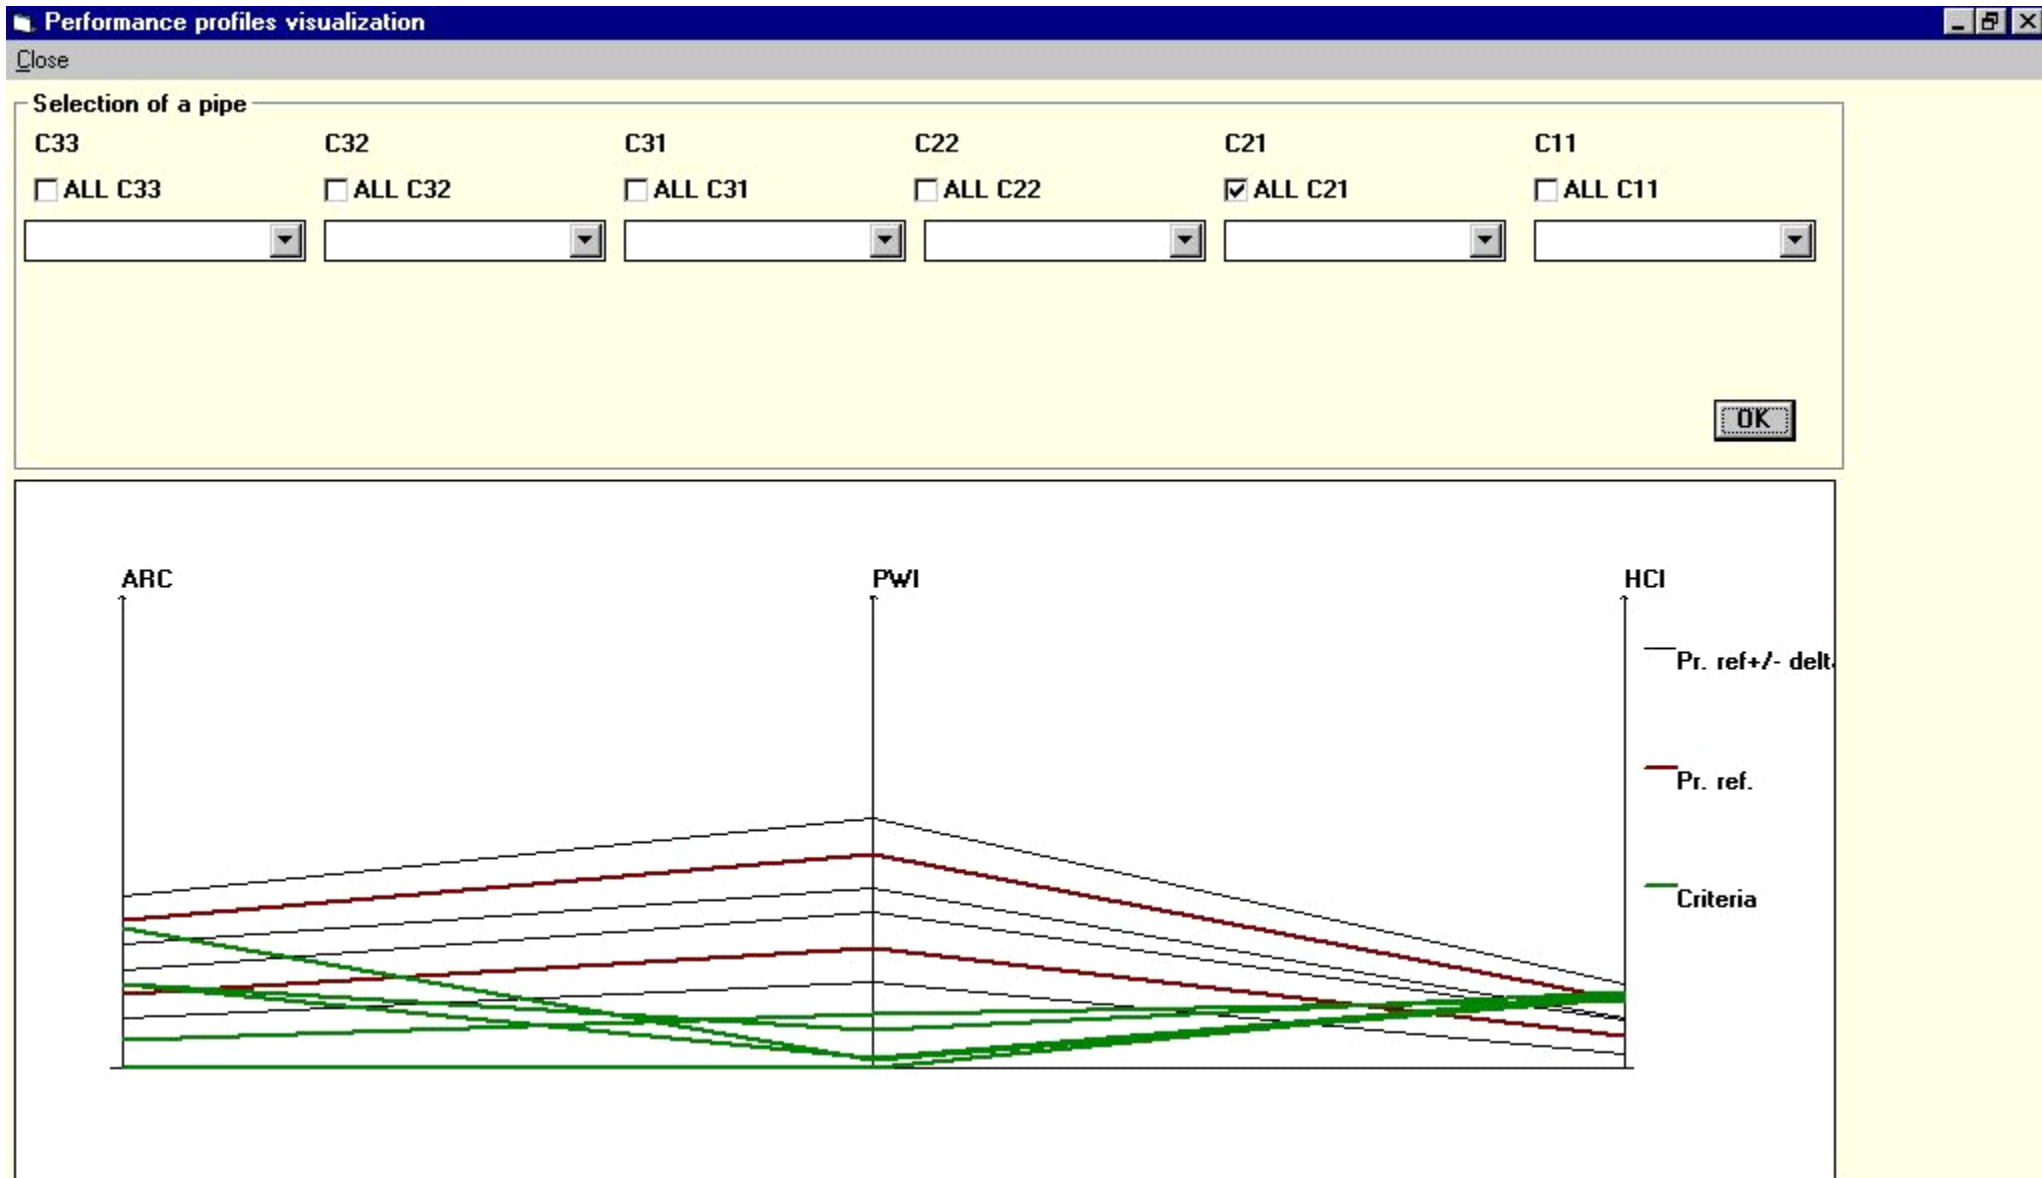 Performance profiles visualization
Close
Selection of a pipe
C33 C32 C31 C22 C21 C11
ALL C33 ALL C32 ALL C31 ALL C22 ALL C21 ALL C11
OK
ARC PWI HCI
Pr. ref+/- delt
Pr. ref.
Criteria